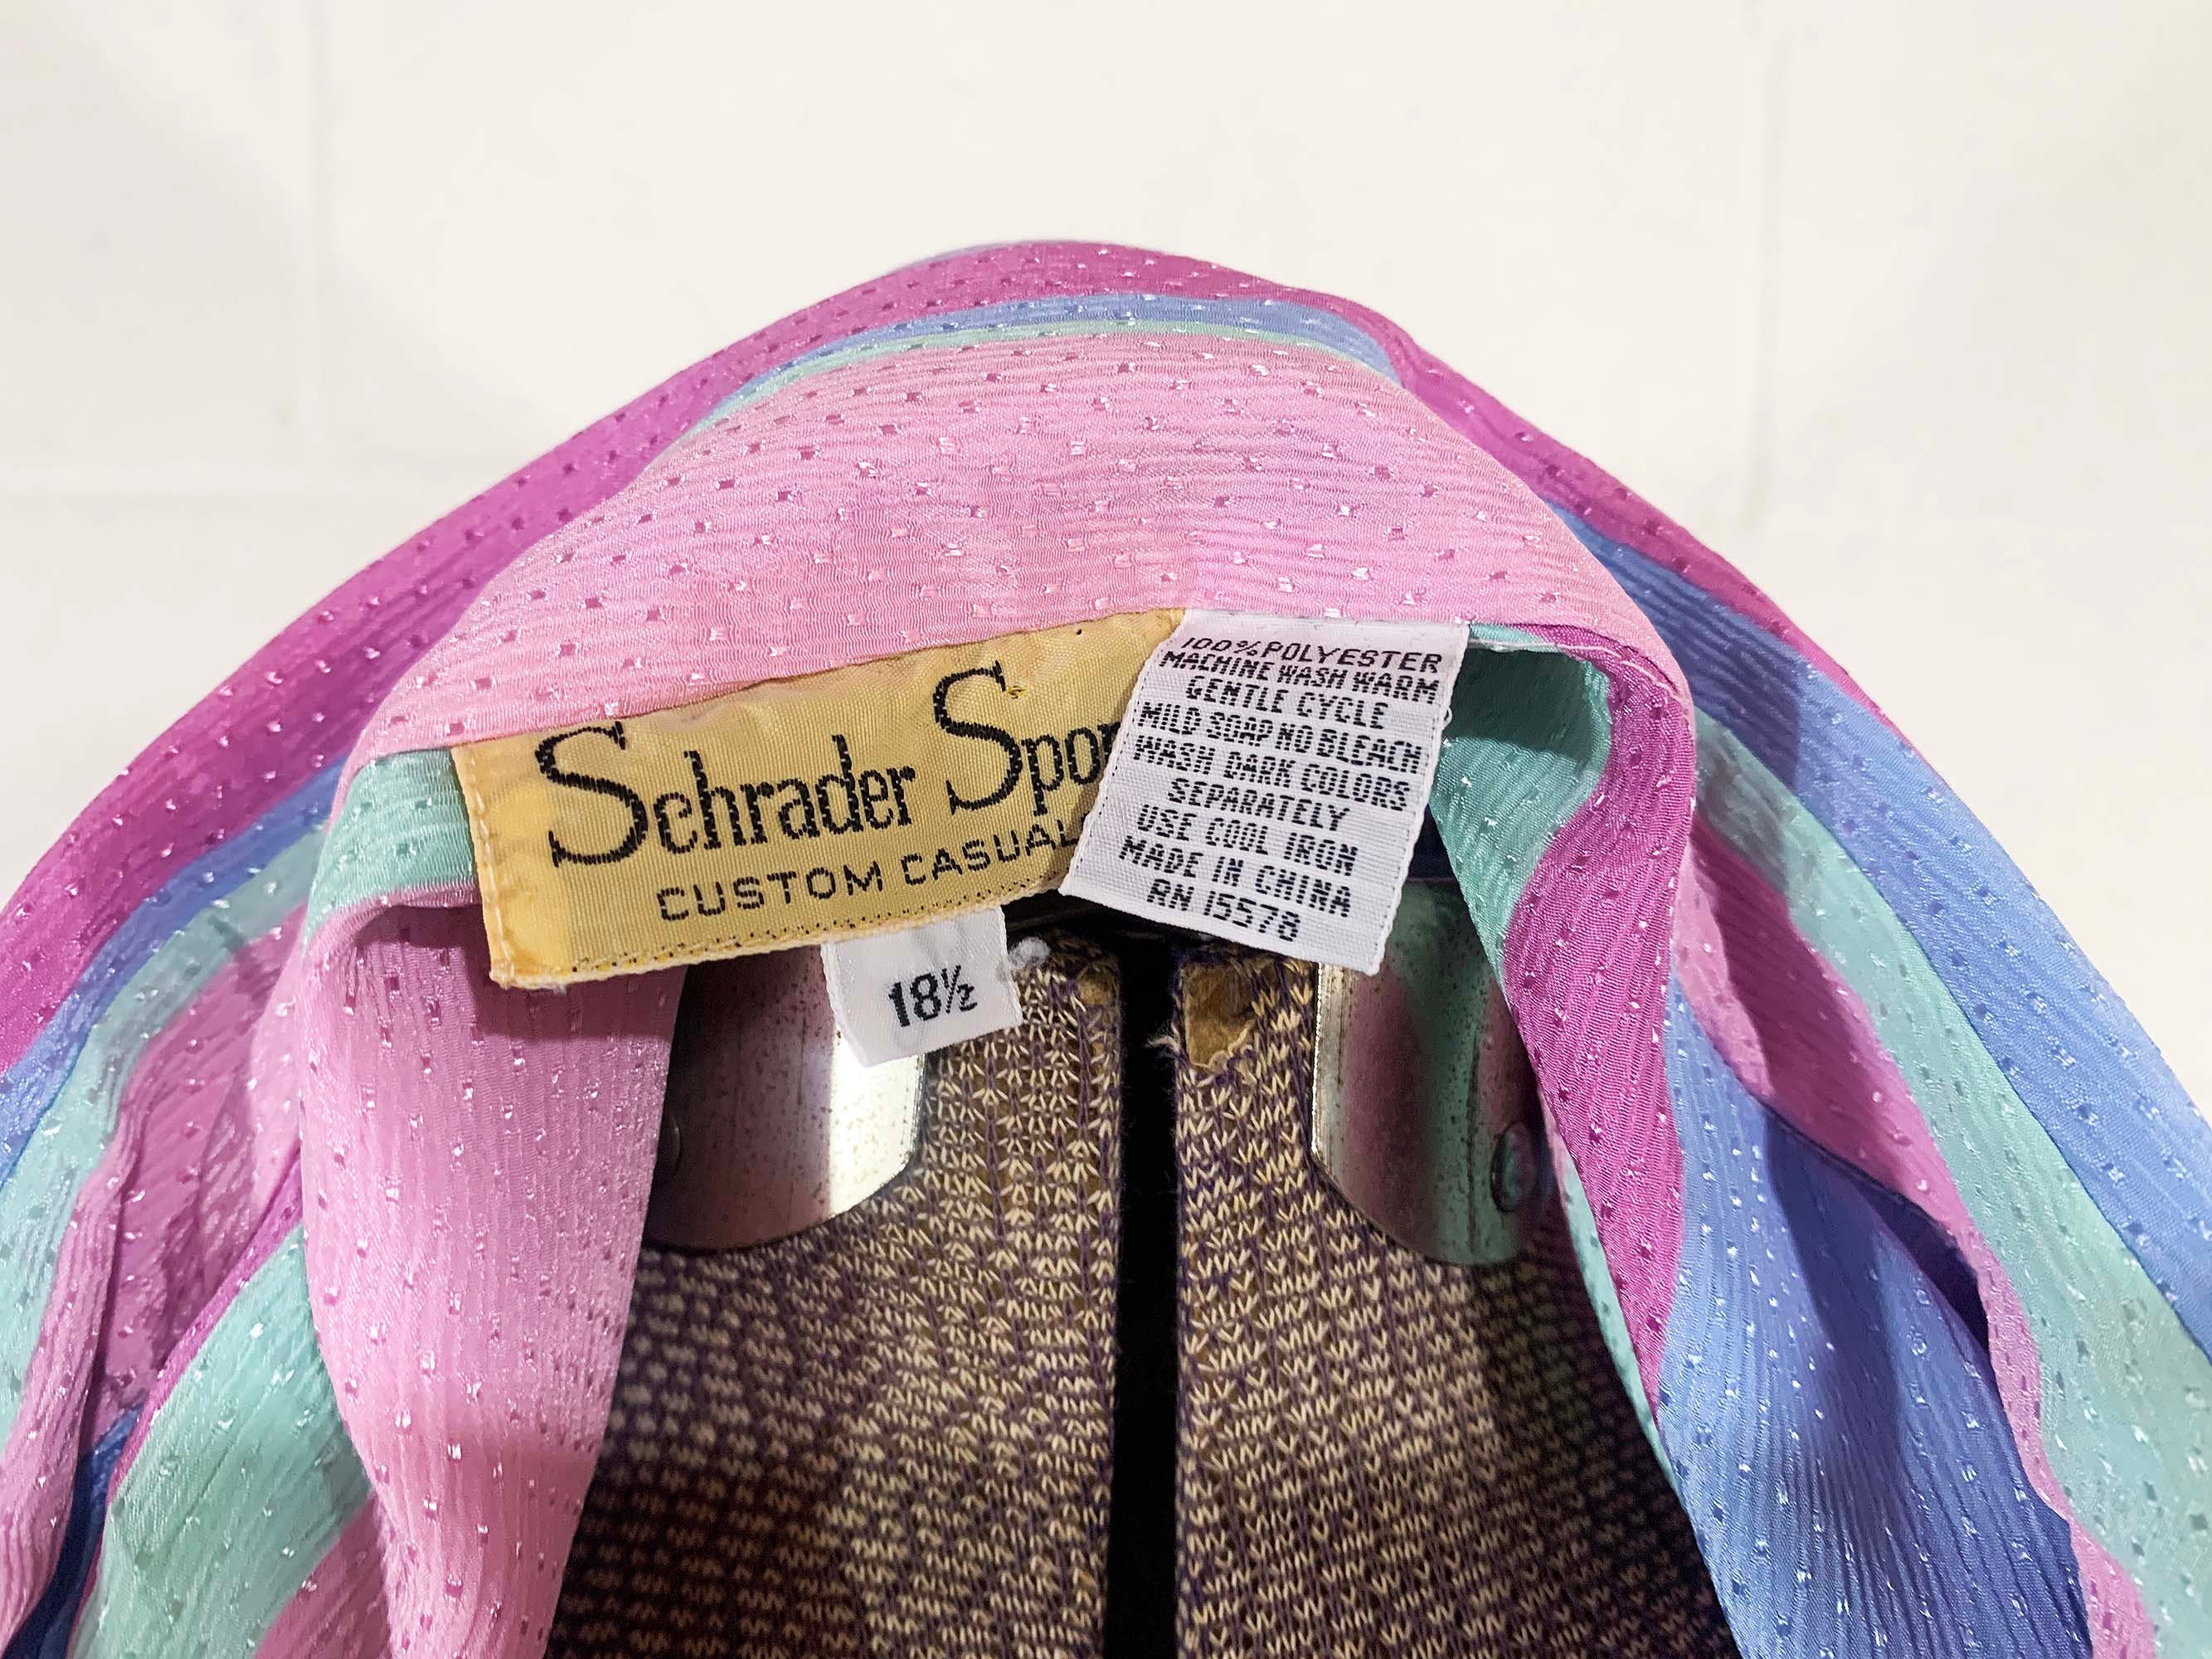 Schrader Spor
CUSTOM CASUAL
100% POLYESTER
MACHINE WASH WARM
GENTLE CYCLE
MILD SOAP NO BLEACH
WASH DARK COLORS
SEPARATELY
USE COOL IRON
MADE IN CHINA
RN 15578
18½